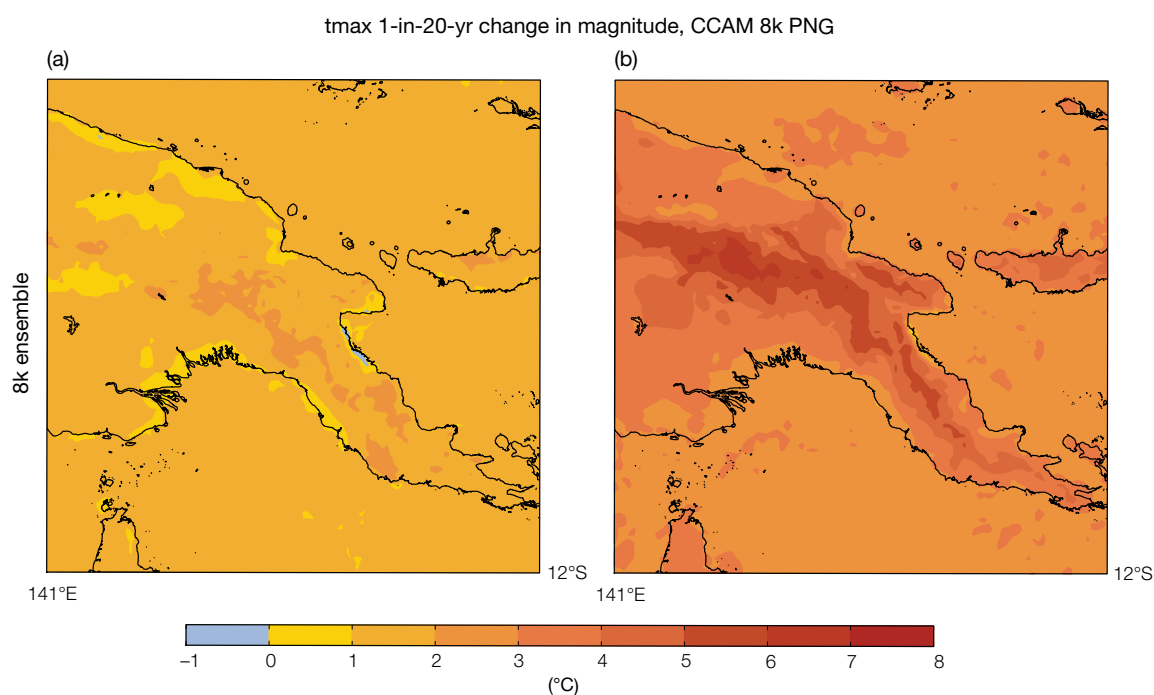 tmax 1-in-20-yr change in magnitude, CCAM 8k PNG
(a)
(b)
8k ensemble
12°S
12°S
141°E
141°E
–1 0 1 2 3 4 5 6 7 8
(°C)